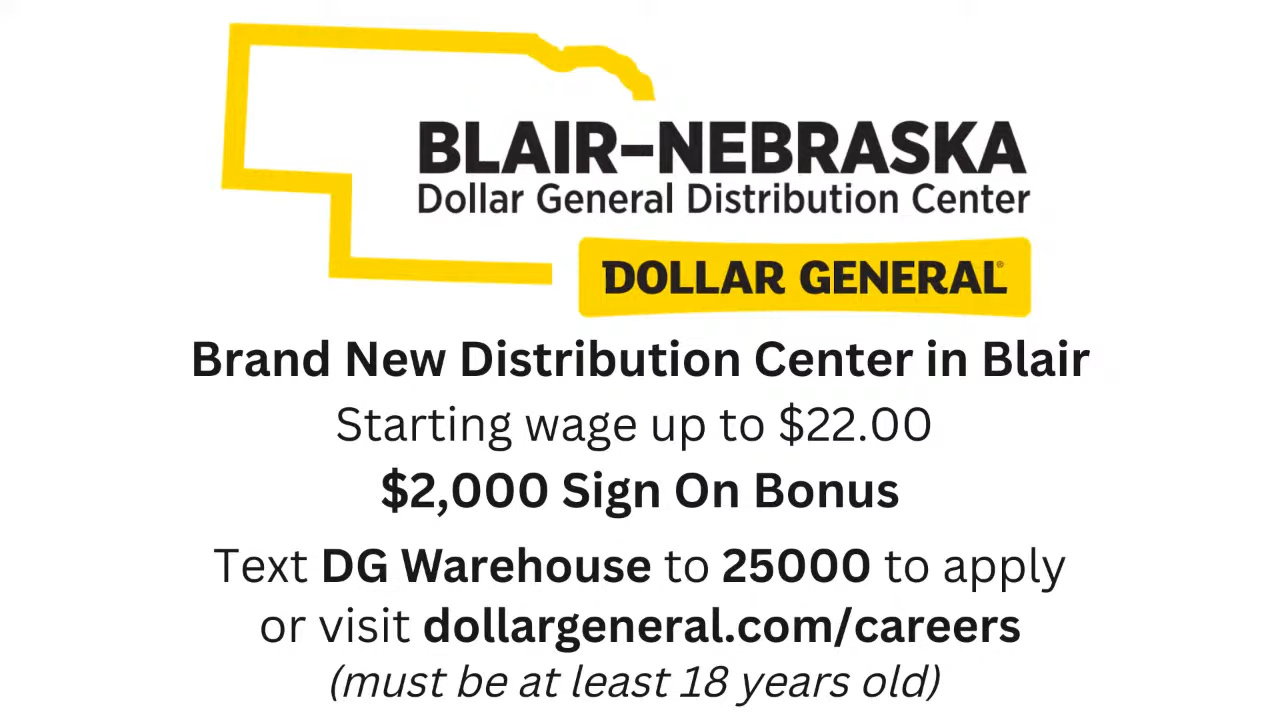 BLAIR–NEBRASKA
Dollar General Distribution Center
DOLLAR GENERAL®
Brand New Distribution Center in Blair
Starting wage up to $22.00
$2,000 Sign On Bonus
Text DG Warehouse to 25000 to apply
or visit dollargeneral.com/careers
(must be at least 18 years old)